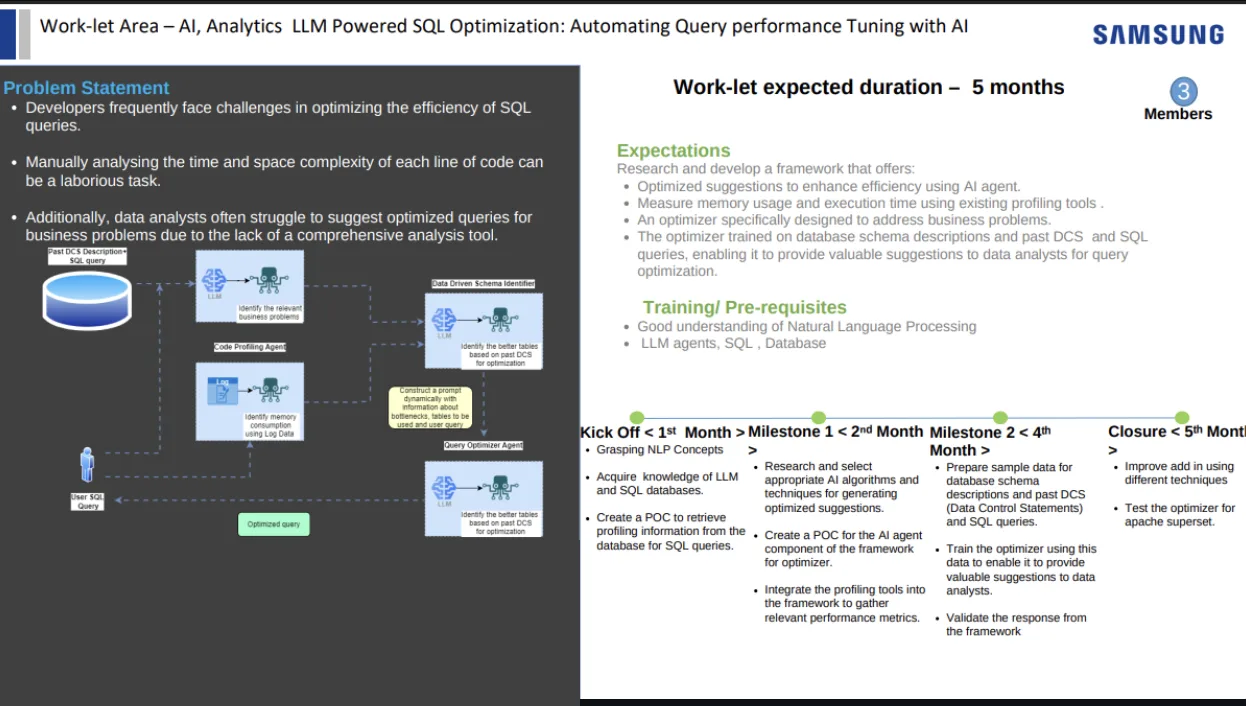 Work-let Area – AI, Analytics  LLM Powered SQL Optimization: Automating Query performance Tuning with AI
SAMSUNG
Problem Statement
• Developers frequently face challenges in optimizing the efficiency of SQL
queries.
• Manually analysing the time and space complexity of each line of code can
be a laborious task.
• Additionally, data analysts often struggle to suggest optimized queries for
business problems due to the lack of a comprehensive analysis tool.
Past DCS Description+
SQL query
LLM
Identify the relevant
business problems
Data Driven Schema Identifier
LLM
Identify the better tables
based on past DCS
for optimization
Code Profiling Agent
Log
Identify memory
consumption
using Log Data
Construct a prompt
dynamically with
information about
bottlenecks, tables to be
used and user query
Query Optimizer Agent
LLM
Identify the better tables
based on past DCS
for optimization
User SQL
Query
Optimized query
Work-let expected duration –  5 months
3
Members
Expectations
Research and develop a framework that offers:
• Optimized suggestions to enhance efficiency using AI agent.
• Measure memory usage and execution time using existing profiling tools .
• An optimizer specifically designed to address business problems.
• The optimizer trained on database schema descriptions and past DCS  and SQL
queries, enabling it to provide valuable suggestions to data analysts for query
optimization.
Training/ Pre-requisites
• Good understanding of Natural Language Processing
• LLM agents, SQL , Database
Kick Off < 1st  Month >
• Grasping NLP Concepts
• Acquire  knowledge of LLM
and SQL databases.
• Create a POC to retrieve
profiling information from the
database for SQL queries.
Milestone 1 < 2nd Month
>
• Research and select
appropriate AI algorithms and
techniques for generating
optimized suggestions.
• Create a POC for the AI agent
component of the framework
for optimizer.
• Integrate the profiling tools into
the framework to gather
relevant performance metrics.
Milestone 2 < 4th
Month >
• Prepare sample data for
database schema
descriptions and past DCS
(Data Control Statements)
and SQL queries.
• Train the optimizer using this
data to enable it to provide
valuable suggestions to data
analysts.
• Validate the response from
the framework
Closure < 5th Month
>
• Improve add in using
different techniques
• Test the optimizer for
apache superset.